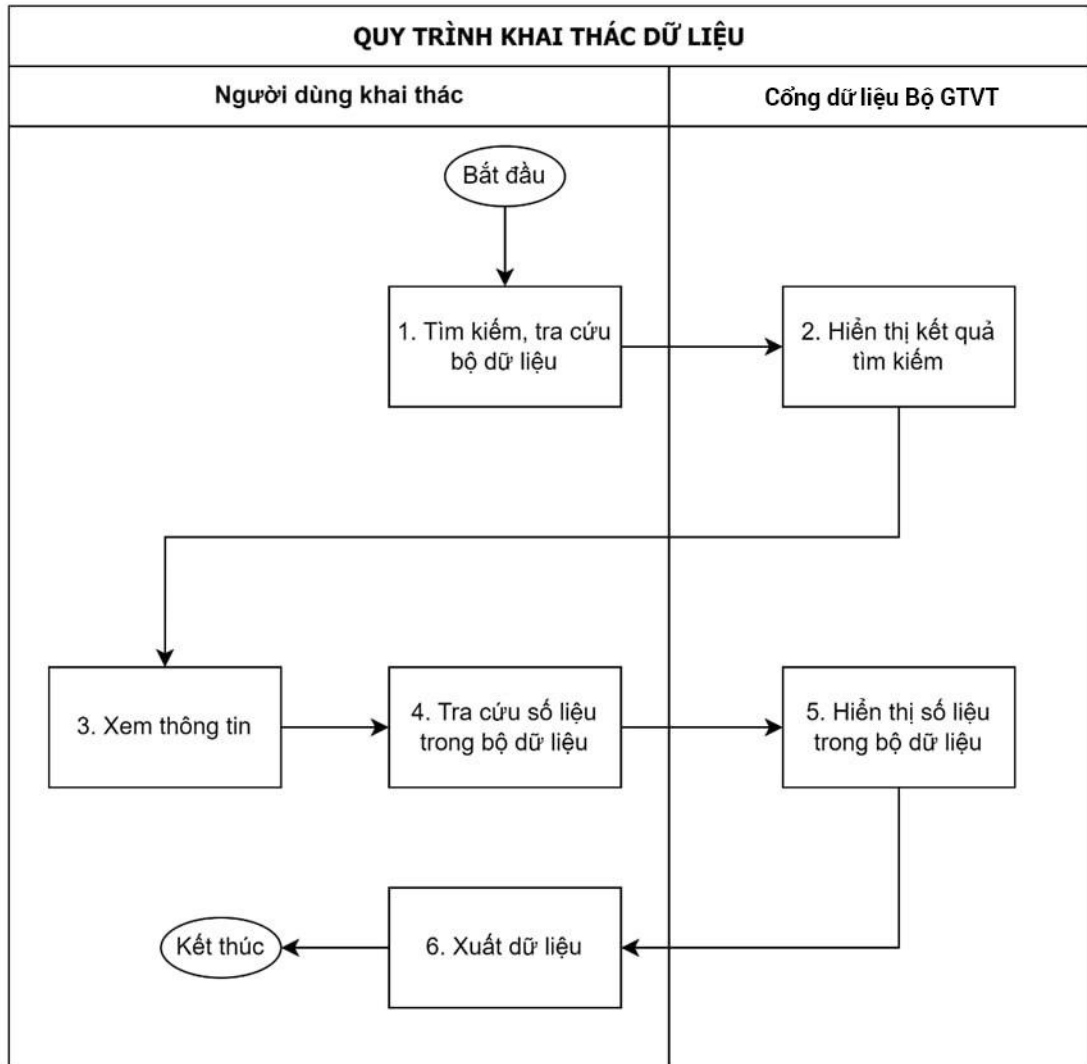 QUY TRÌNH KHAI THÁC DỮ LIỆU
Người dùng khai thác
Cổng dữ liệu Bộ GTVT
Bắt đầu
1. Tìm kiếm, tra cứu
bộ dữ liệu
2. Hiển thị kết quả
tìm kiếm
3. Xem thông tin
4. Tra cứu số liệu
trong bộ dữ liệu
5. Hiển thị số liệu
trong bộ dữ liệu
6. Xuất dữ liệu
Kết thúc